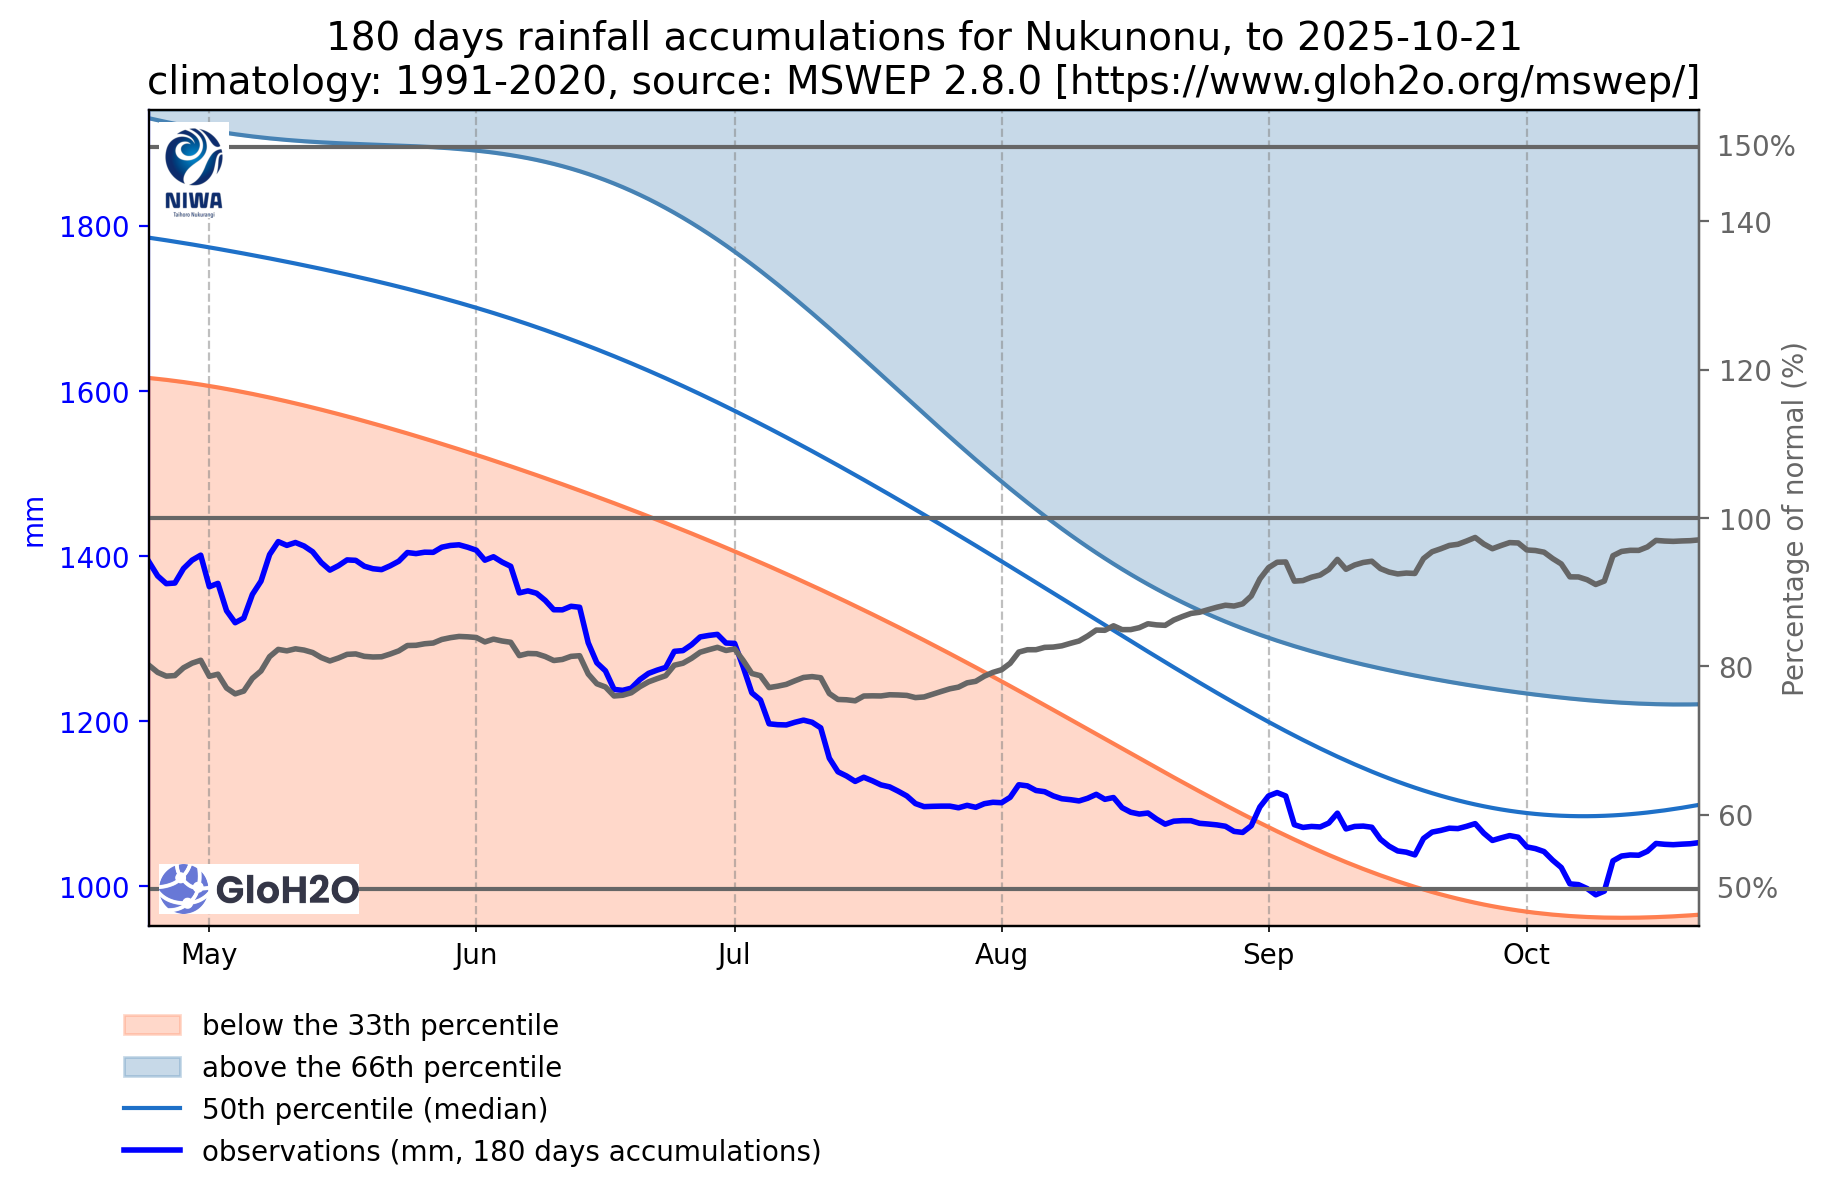 180 days rainfall accumulations for Nukunonu, to 2025-10-21
climatology: 1991-2020, source: MSWEP 2.8.0 [https://www.gloh2o.org/mswep/]
NIWA
Taihoro Nukurangi
1800
1600
1400
1200
1000
mm
150%
140
120
100
80
60
50%
Percentage of normal (%)
GloH2O
May Jun Jul Aug Sep Oct
below the 33th percentile
above the 66th percentile
50th percentile (median)
observations (mm, 180 days accumulations)